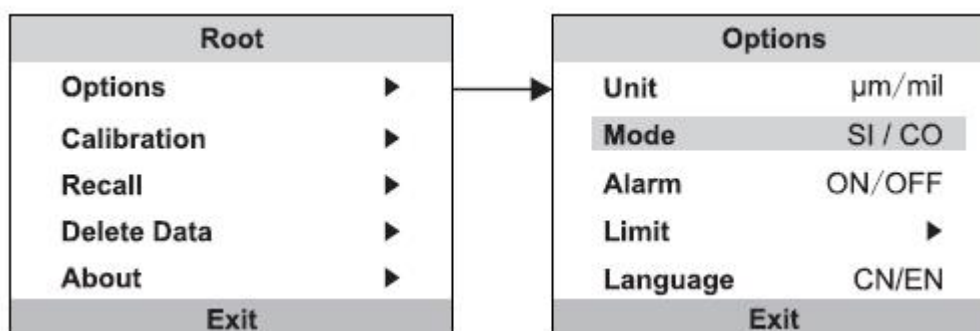 Root
Options ▶
Calibration ▶
Recall ▶
Delete Data ▶
About ▶
Exit
Options
Unit µm/mil
Mode SI / CO
Alarm ON/OFF
Limit ▶
Language CN/EN
Exit